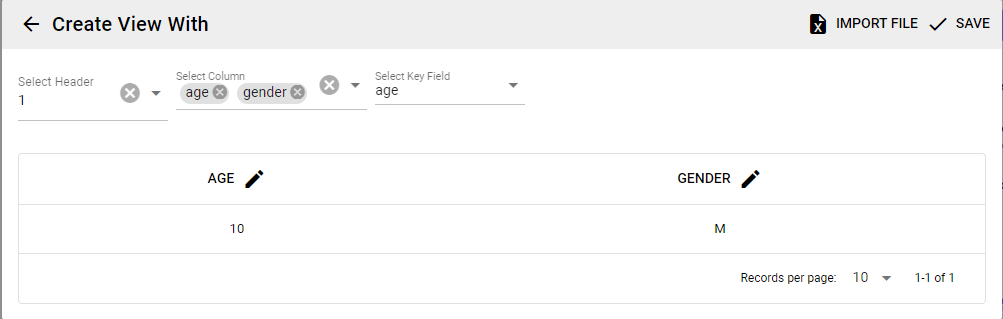 Create View With
IMPORT FILE
SAVE
Select Header
1
Select Column
age
gender
Select Key Field
age
AGE
GENDER
10
M
Records per page:
10
1-1 of 1